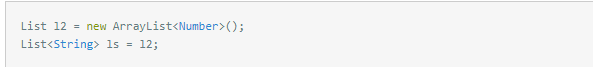 List l2 = new ArrayList<Number>();
List<String> ls = l2;